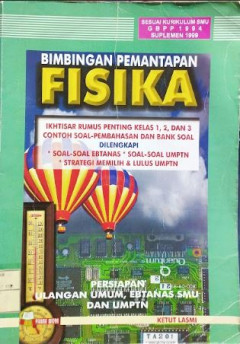 SESUAI KURIKULUM SMU
GBPP 1994
SUPLEMEN 1999
BIMBINGAN PEMANTAPAN
FISIKA
IKHTISAR RUMUS PENTING KELAS 1, 2, DAN 3
CONTOH SOAL-PEMBAHASAN DAN BANK SOAL
DILENGKAPI
* SOAL-SOAL EBTANAS * SOAL-SOAL UMPTN
* STRATEGI MEMILIH & LULUS UMPTN
Quantum
PERSIAPAN
ULANGAN UMUM, EBTANAS SMU
DAN UMPTN
KETUT LASMI